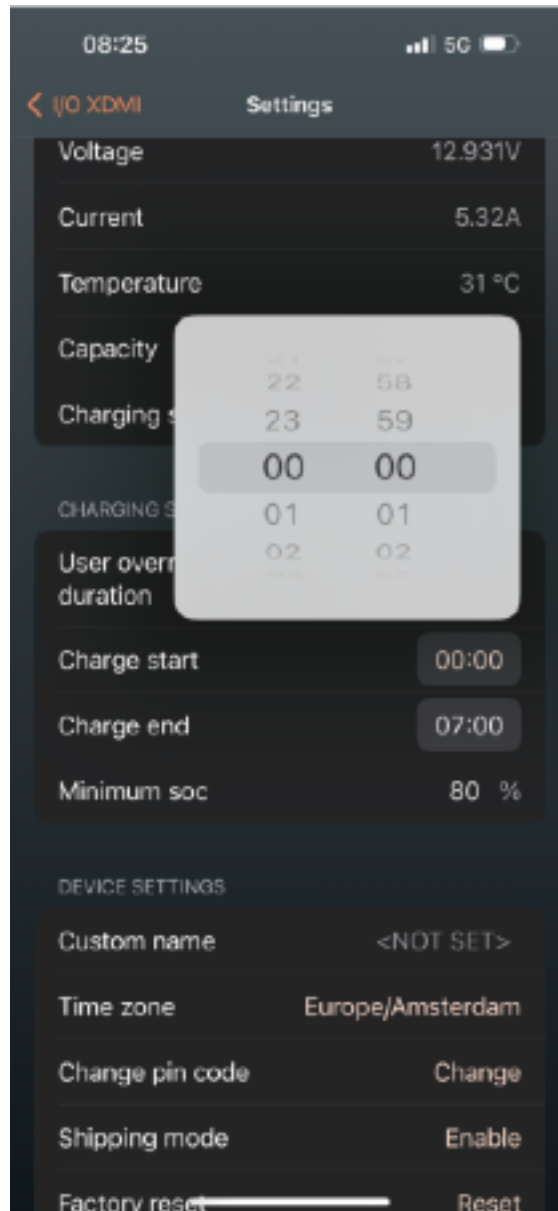 08:25 5G
I/O XDMI Settings
Voltage 12.931V
Current 5.32A
Temperature 31 °C
Capacity
22 58
Charging s 23 59
00 00
CHARGING S 01 01
User overr 02 02
duration
Charge start 00:00
Charge end 07:00
Minimum soc 80 %
DEVICE SETTINGS
Custom name <NOT SET>
Time zone Europe/Amsterdam
Change pin code Change
Shipping mode Enable
Factory reset Reset